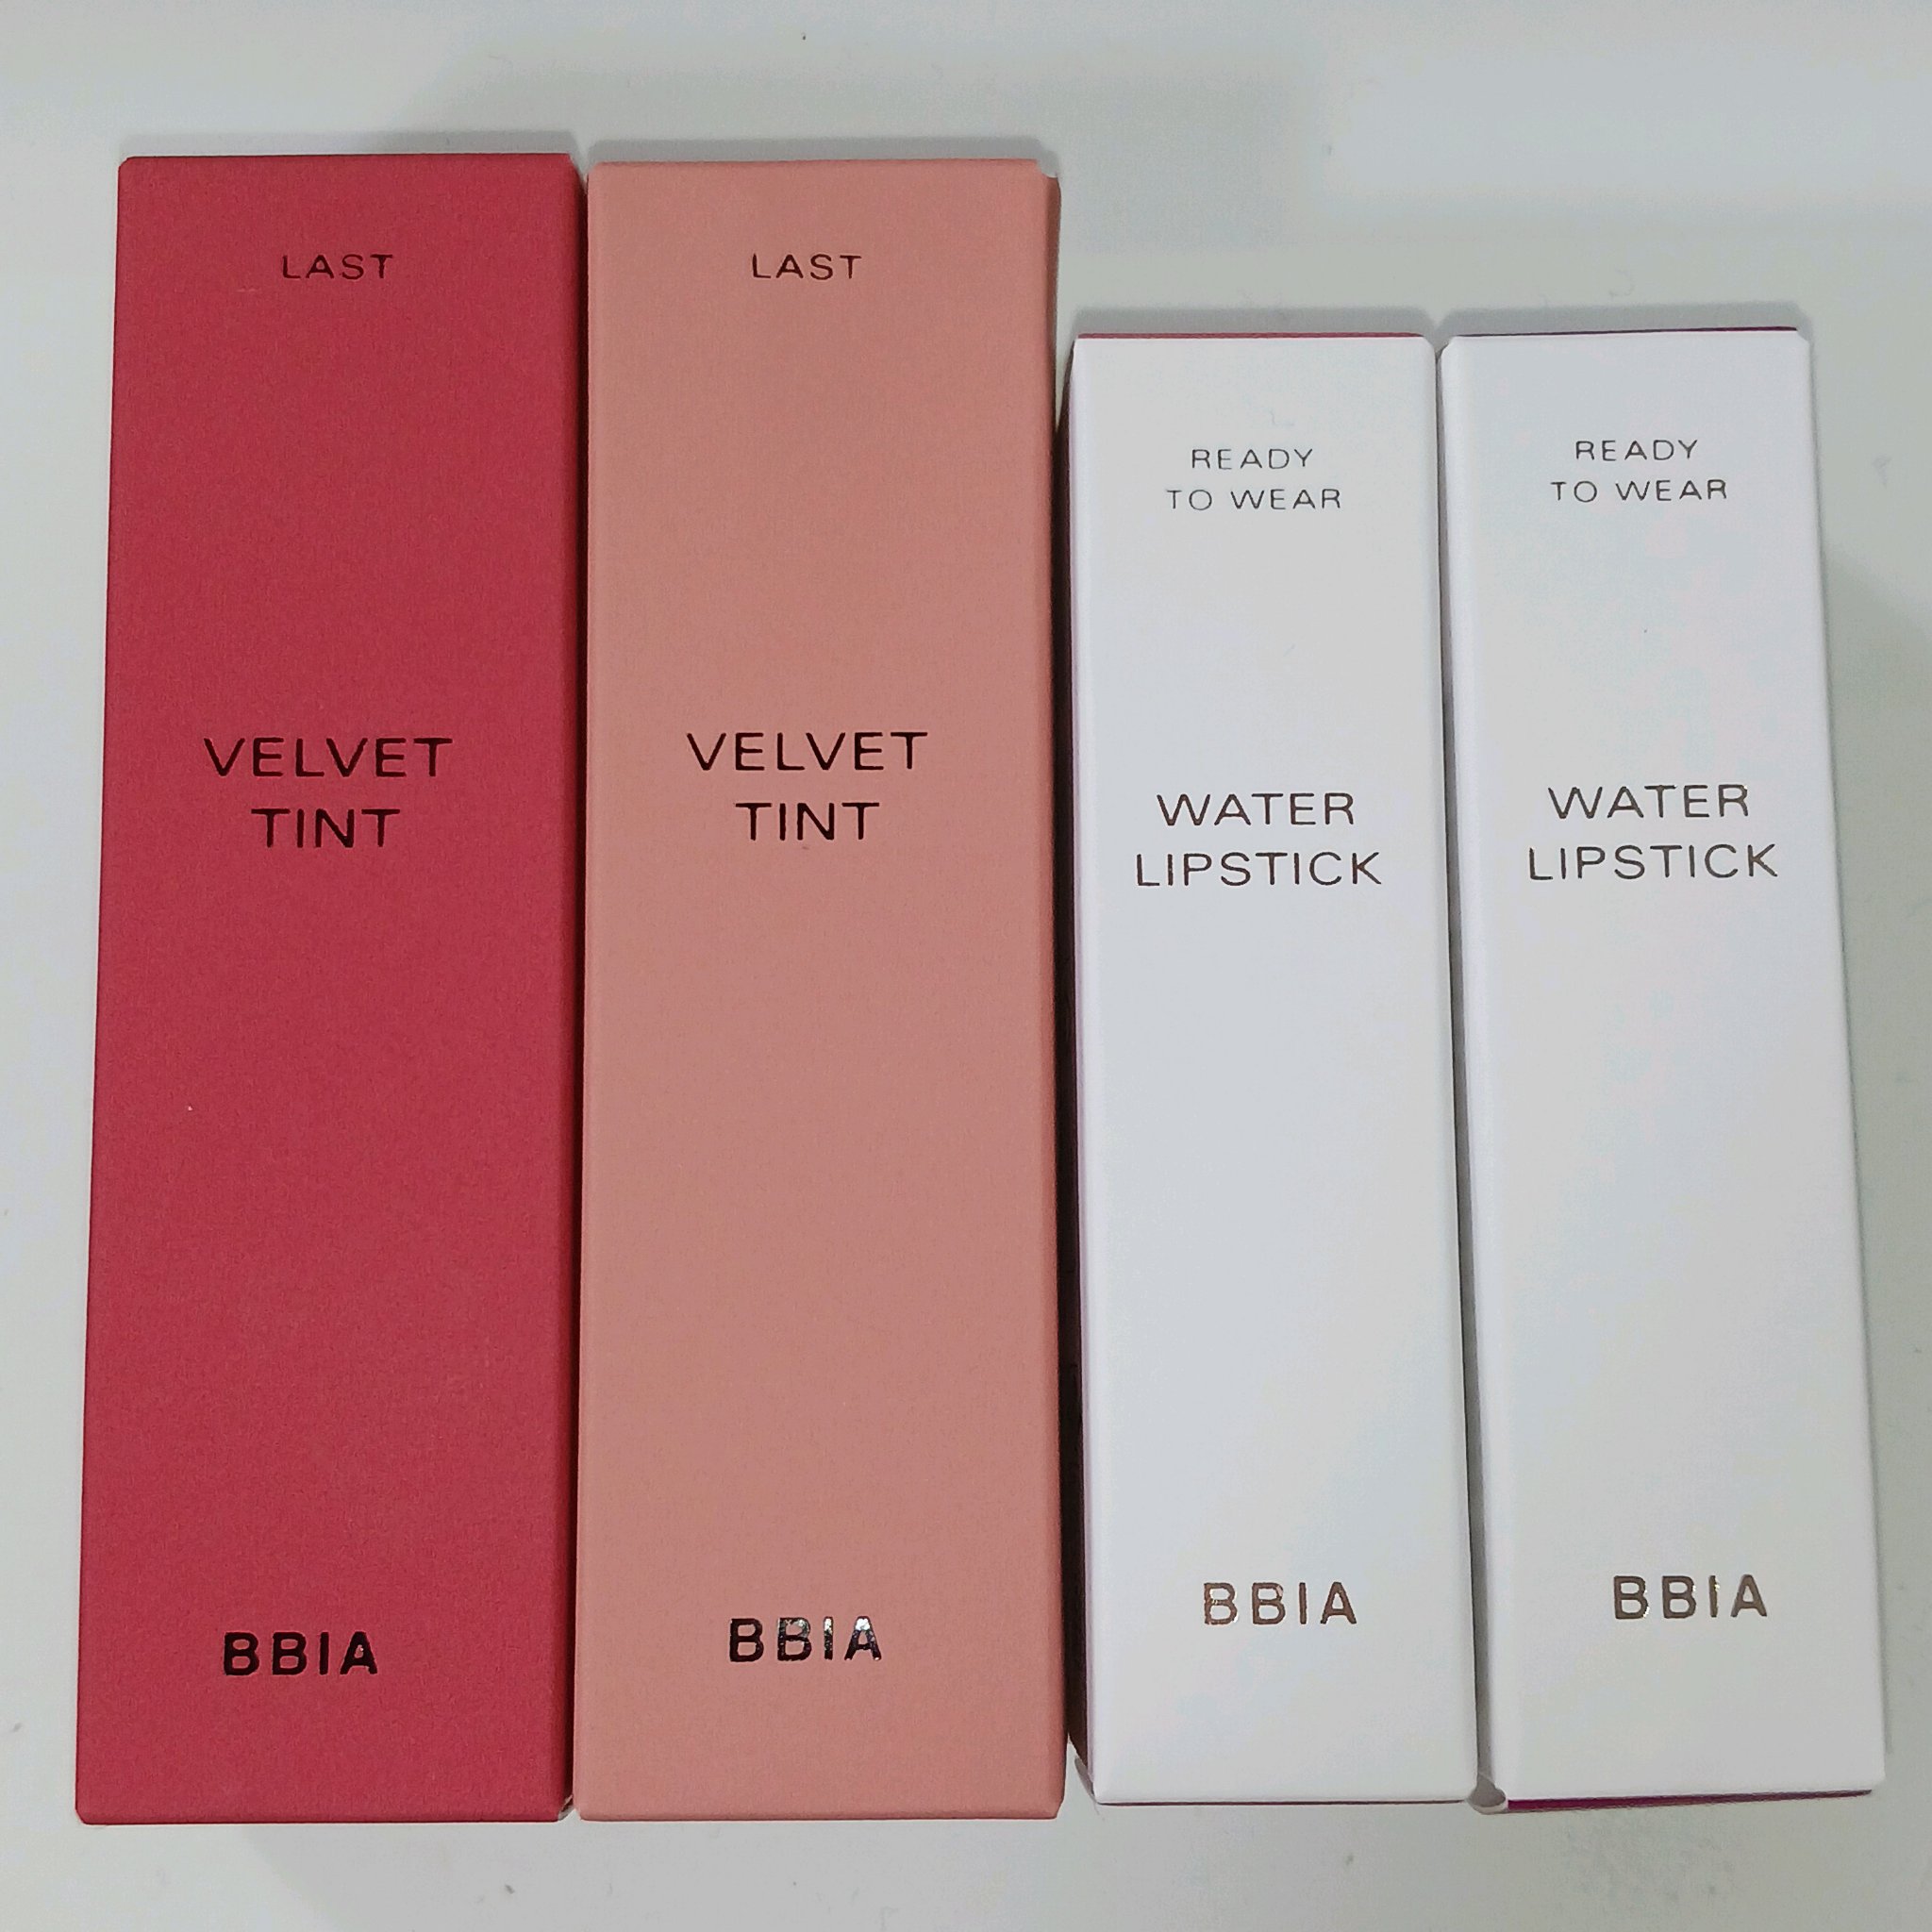 LAST
VELVET
TINT
BBIA
LAST
VELVET
TINT
BBIA
READY
TO WEAR
WATER
LIPSTICK
BBIA
READY
TO WEAR
WATER
LIPSTICK
BBIA